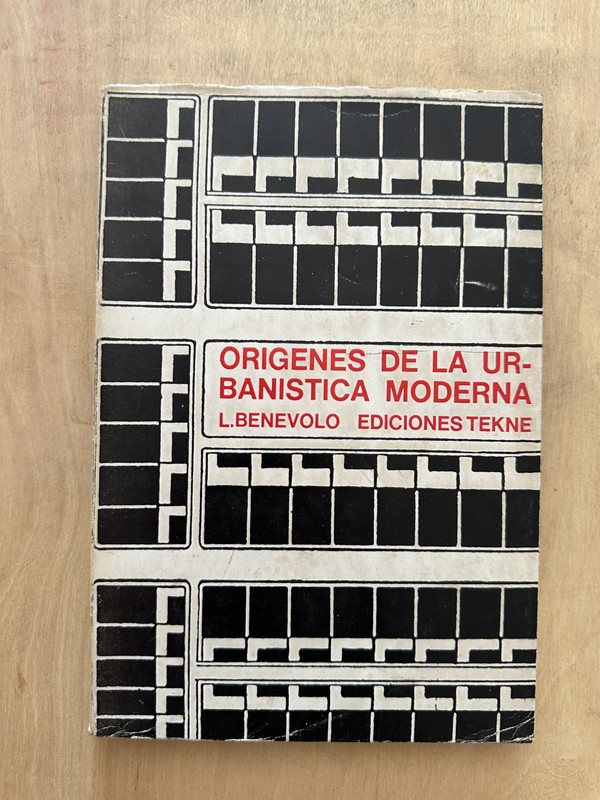 ORIGENES DE LA UR-
BANISTICA MODERNA
L.BENEVOLO EDICIONES TEKNE